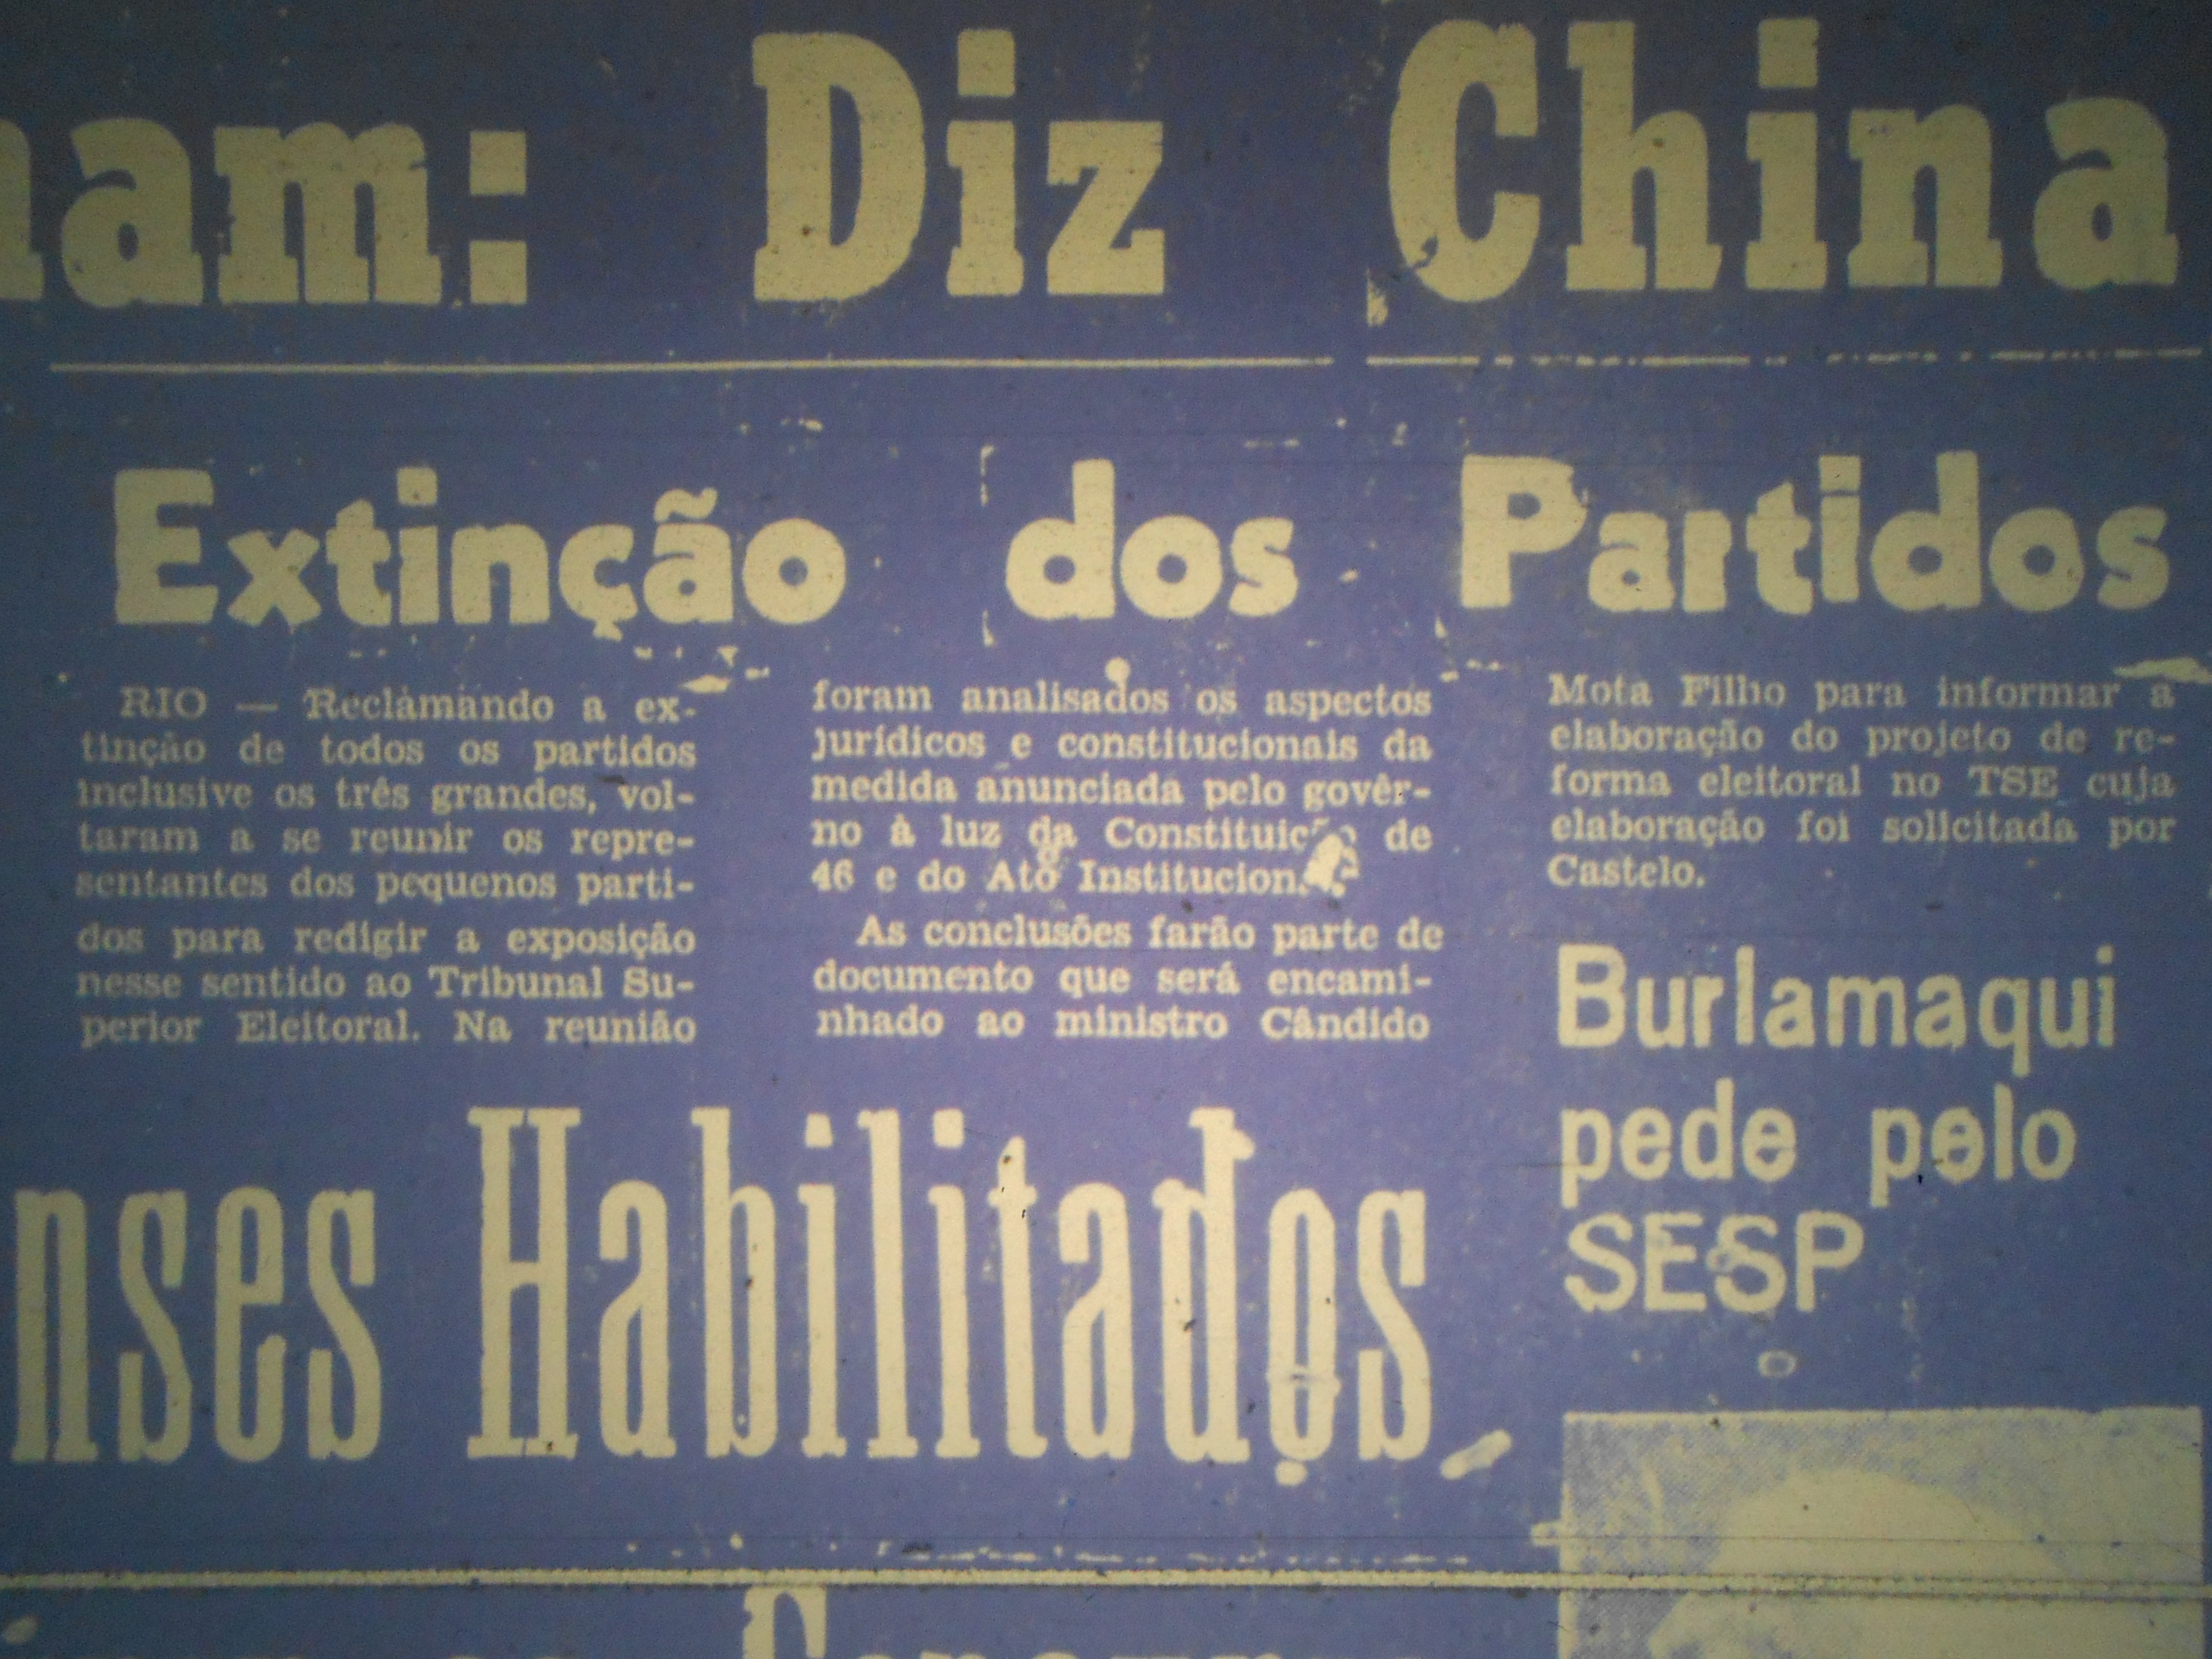 Diz China
Extinção dos Partidos
RIO — Reclamando a ex-
tinção de todos os partidos
inclusive os três grandes, vol-
taram a se reunir os repre-
sentantes dos pequenos parti-
dos para redigir a exposição
nesse sentido ao Tribunal Su-
perior Eleitoral. Na reunião
foram analisados os aspectos
jurídicos e constitucionais da
medida anunciada pelo govêr-
no à luz da Constituição de
46 e do Ato Institucional.
As conclusões farão parte de
documento que será encami-
nhado ao ministro Cândido
Mota Filho para informar a
elaboração do projeto de re-
forma eleitoral no TSE cuja
elaboração foi solicitada por
Castelo.
Burlamaqui
pede pelo
SESP
nses Habilitados